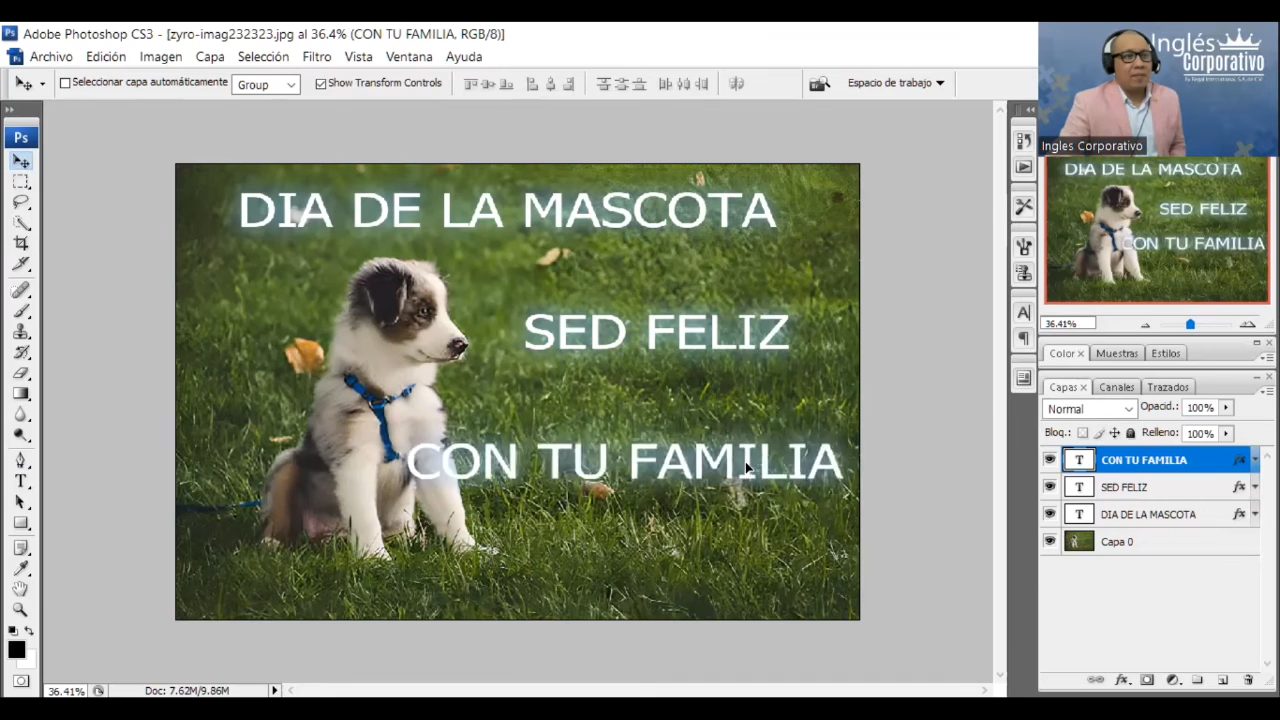 Adobe Photoshop CS3 - [zyro-imag232323.jpg al 36.4% (CON TU FAMILIA, RGB/8)]
Archivo Edición Imagen Capa Selección Filtro Vista Ventana Ayuda
Seleccionar capa automáticamente Group Show Transform Controls Espacio de trabajo
Inglés
Corporativo
Ingles Corporativo
Ps
DIA DE LA MASCOTA
SED FELIZ
CON TU FAMILIA
DIA DE LA MASCOTA
SED FELIZ
CON TU FAMILIA
36.41%
Color Muestras Estilos
Capas Canales Trazados
Normal Opacid.: 100%
Bloq.: Relleno: 100%
T CON TU FAMILIA fx
T SED FELIZ fx
T DIA DE LA MASCOTA fx
Capa 0
36.41% Doc: 7.62M/9.86M